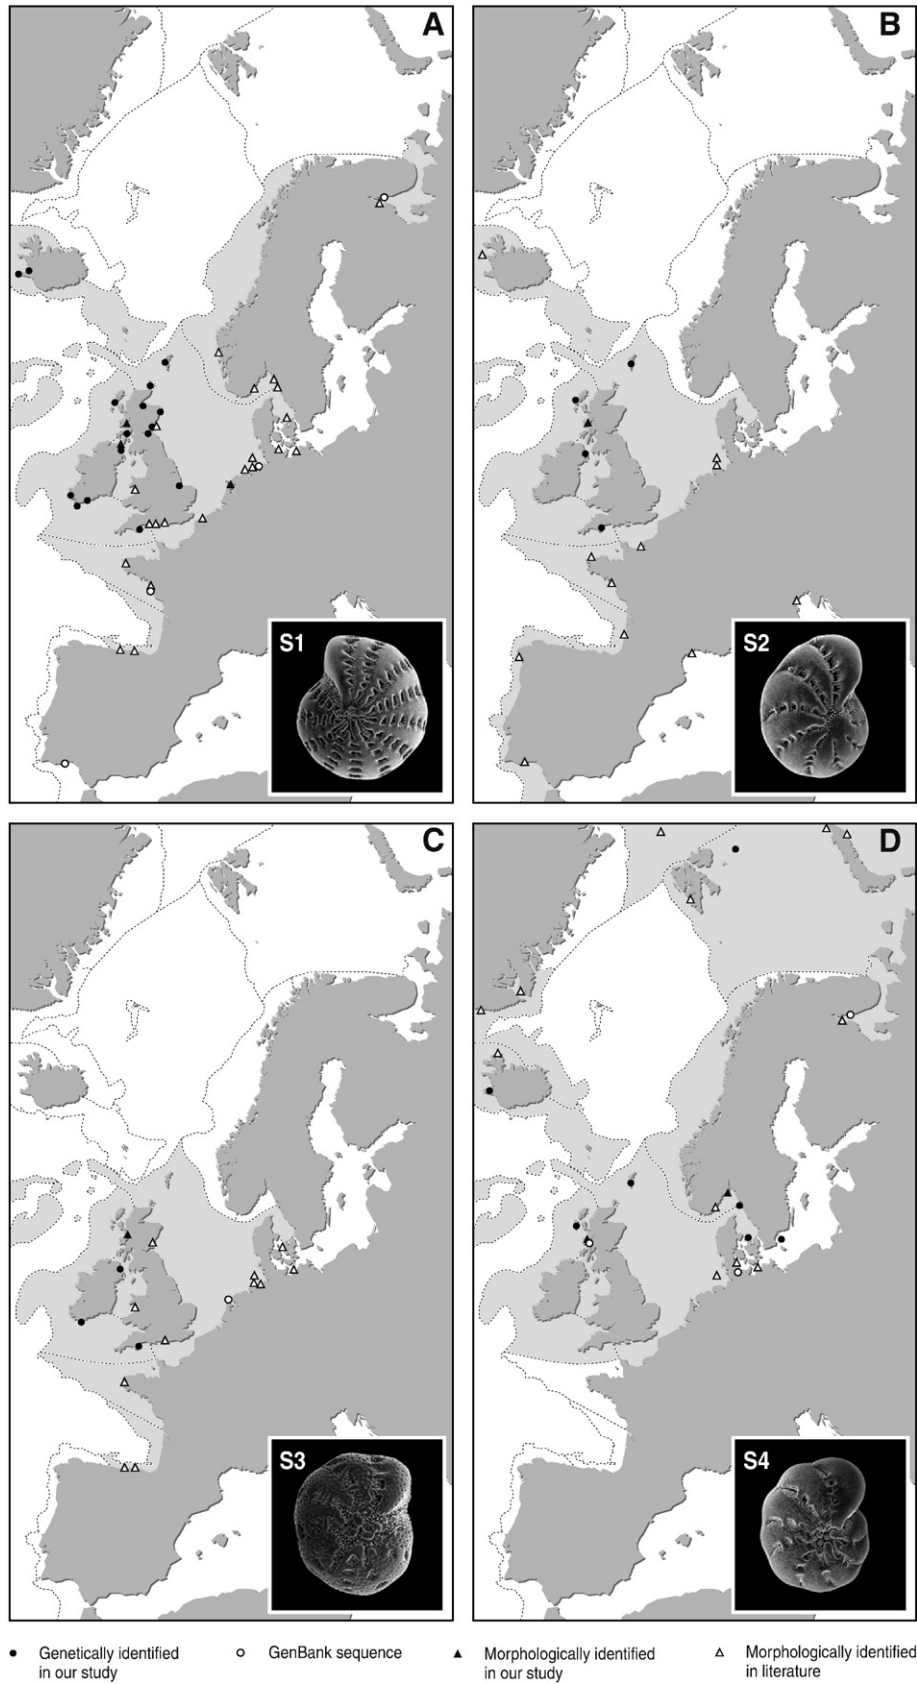 A
B
S1
S2
C
D
S3
S4
Genetically identified
in our study
GenBank sequence
Morphologically identified
in our study
Morphologically identified
in literature